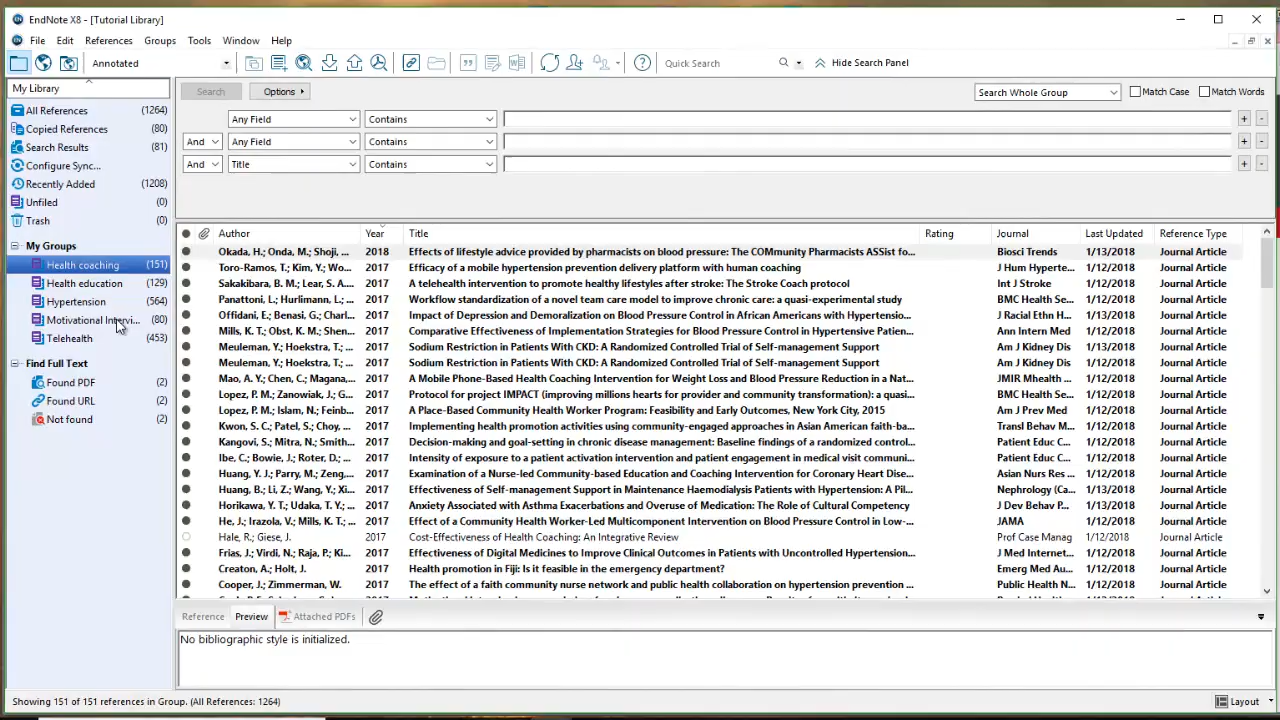 EndNote X8 - [Tutorial Library]
File Edit References Groups Tools Window Help
Annotated
Quick Search
Hide Search Panel
My Library
All References (1264)
Copied References (80)
Search Results (81)
Configure Sync...
Recently Added (1208)
Unfiled (0)
Trash (0)
My Groups
Health coaching (151)
Health education (129)
Hypertension (564)
Motivational Intervi... (80)
Telehealth (453)
Find Full Text
Found PDF (2)
Found URL (2)
Not found (2)
Search Options Search Whole Group Match Case Match Words
Any Field Contains + -
And Any Field Contains + -
And Title Contains + -
Author Year Title Rating Journal Last Updated Reference Type
Okada, H.; Onda, M.; Shoji, ... 2018 Effects of lifestyle advice provided by pharmacists on blood pressure: The COMmunity Pharmacists ASSist fo... Biosci Trends 1/13/2018 Journal Article
Toro-Ramos, T.; Kim, Y.; Wo... 2017 Efficacy of a mobile hypertension prevention delivery platform with human coaching J Hum Hyperte... 1/12/2018 Journal Article
Sakakibara, B. M.; Lear, S. A... 2017 A telehealth intervention to promote healthy lifestyles after stroke: The Stroke Coach protocol Int J Stroke 1/12/2018 Journal Article
Panattoni, L.; Hurlimann, L.; ... 2017 Workflow standardization of a novel team care model to improve chronic care: a quasi-experimental study BMC Health Se... 1/12/2018 Journal Article
Offidani, E.; Benasi, G.; Charl... 2017 Impact of Depression and Demoralization on Blood Pressure Control in African Americans with Hyperten... J Racial Ethn H... 1/13/2018 Journal Article
Mills, K. T.; Obst, K. M.; Shen... 2017 Comparative Effectiveness of Implementation Strategies for Blood Pressure Control in Hypertensive Patien... Ann Intern Med 1/13/2018 Journal Article
Meuleman, Y.; Hoekstra, T.; ... 2017 Sodium Restriction in Patients With CKD: A Randomized Controlled Trial of Self-management Support Am J Kidney Dis 1/13/2018 Journal Article
Meuleman, Y.; Hoekstra, T.; ... 2017 Sodium Restriction in Patients With CKD: A Randomized Controlled Trial of Self-management Support Am J Kidney Dis 1/12/2018 Journal Article
Mao, A. Y.; Chen, C.; Magana,... 2017 A Mobile Phone-Based Health Coaching Intervention for Weight Loss and Blood Pressure Reduction in a Nat... JMIR Mhealth ... 1/12/2018 Journal Article
Lopez, P. M.; Zanowiak, J.; G... 2017 Protocol for project IMPACT (improving millions hearts for provider and community transformation): a quasi... BMC Health Se... 1/12/2018 Journal Article
Lopez, P. M.; Islam, N.; Feinb... 2017 A Place-Based Community Health Worker Program: Feasibility and Early Outcomes, New York City, 2015 Am J Prev Med 1/12/2018 Journal Article
Kwon, S. C.; Patel, S.; Choy, ... 2017 Implementing health promotion activities using community-engaged approaches in Asian American faith-ba... Transl Behav M... 1/12/2018 Journal Article
Kangovi, S.; Mitra, N.; Smith... 2017 Decision-making and goal-setting in chronic disease management: Baseline findings of a randomized control... Patient Educ C... 1/12/2018 Journal Article
Ibe, C.; Bowie, J.; Roter, D.; ... 2017 Intensity of exposure to a patient activation intervention and patient engagement in medical visit communi... Patient Educ C... 1/12/2018 Journal Article
Huang, Y. J.; Parry, M.; Zeng,... 2017 Examination of a Nurse-led Community-based Education and Coaching Intervention for Coronary Heart Dise... Asian Nurs Res ... 1/12/2018 Journal Article
Huang, B.; Li, Z.; Wang, Y.; Xi... 2017 Effectiveness of Self-management Support in Maintenance Haemodialysis Patients with Hypertension: A Pil... Nephrology (Ca... 1/13/2018 Journal Article
Horikawa, Y. T.; Udaka, T. Y.; ... 2017 Anxiety Associated with Asthma Exacerbations and Overuse of Medication: The Role of Cultural Competency J Dev Behav P... 1/13/2018 Journal Article
He, J.; Irazola, V.; Mills, K. T.; ... 2017 Effect of a Community Health Worker-Led Multicomponent Intervention on Blood Pressure Control in Low-... JAMA 1/13/2018 Journal Article
Hale, R.; Giese, J. 2017 Cost-Effectiveness of Health Coaching: An Integrative Review Prof Case Manag 1/12/2018 Journal Article
Frias, J.; Virdi, N.; Raja, P.; Ki... 2017 Effectiveness of Digital Medicines to Improve Clinical Outcomes in Patients with Uncontrolled Hypertension... J Med Internet... 1/12/2018 Journal Article
Creaton, A.; Holt, J. 2017 Health promotion in Fiji: Is it feasible in the emergency department? Emerg Med Au... 1/12/2018 Journal Article
Cooper, J.; Zimmerman, W. 2017 The effect of a faith community nurse network and public health collaboration on hypertension prevention ... Public Health N... 1/12/2018 Journal Article
Reference Preview Attached PDFs
No bibliographic style is initialized.
Showing 151 of 151 references in Group. (All References: 1264)
Layout